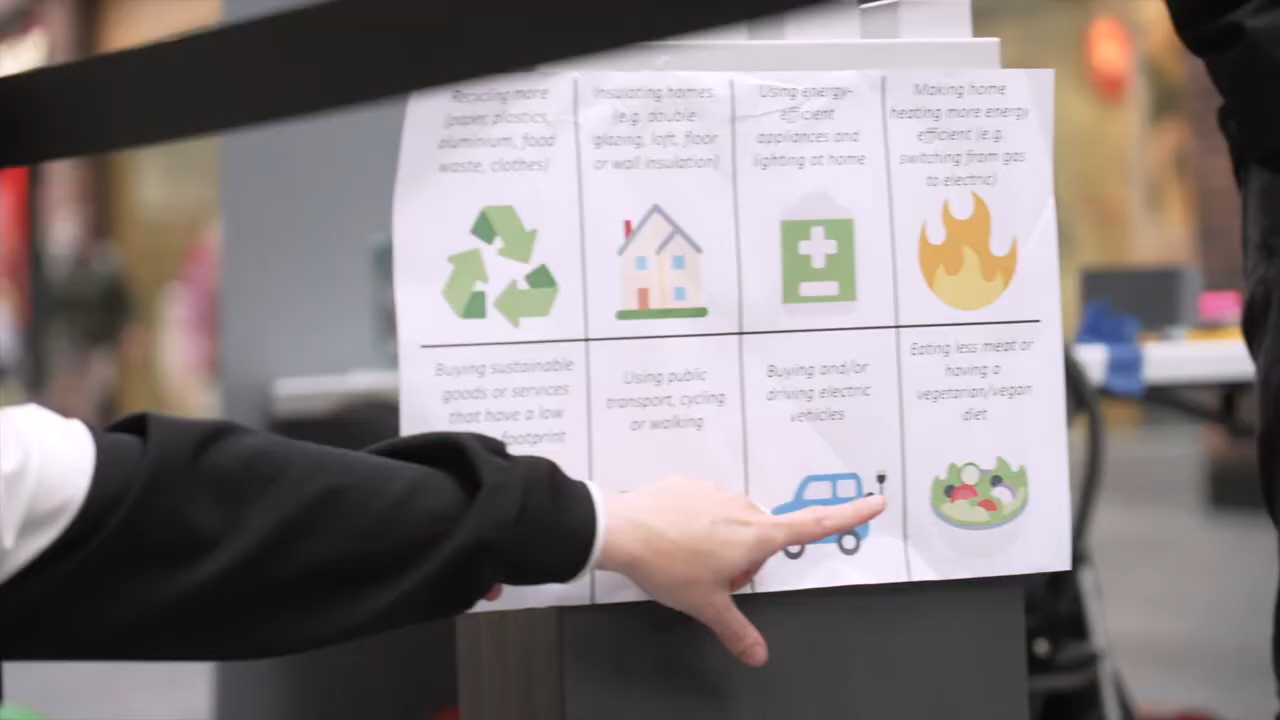 Recycling more
(paper, plastics,
aluminium, food
waste, clothes)
Insulating homes
(e.g. double
glazing, loft, floor
or wall insulation)
Using energy-
efficient
appliances and
lighting at home
Making home
heating more energy
efficient (e.g.
switching from gas
to electric)
Buying sustainable
goods or services
that have a low
footprint
Using public
transport, cycling
or walking
Buying and/or
driving electric
vehicles
Eating less meat or
having a
vegetarian/vegan
diet